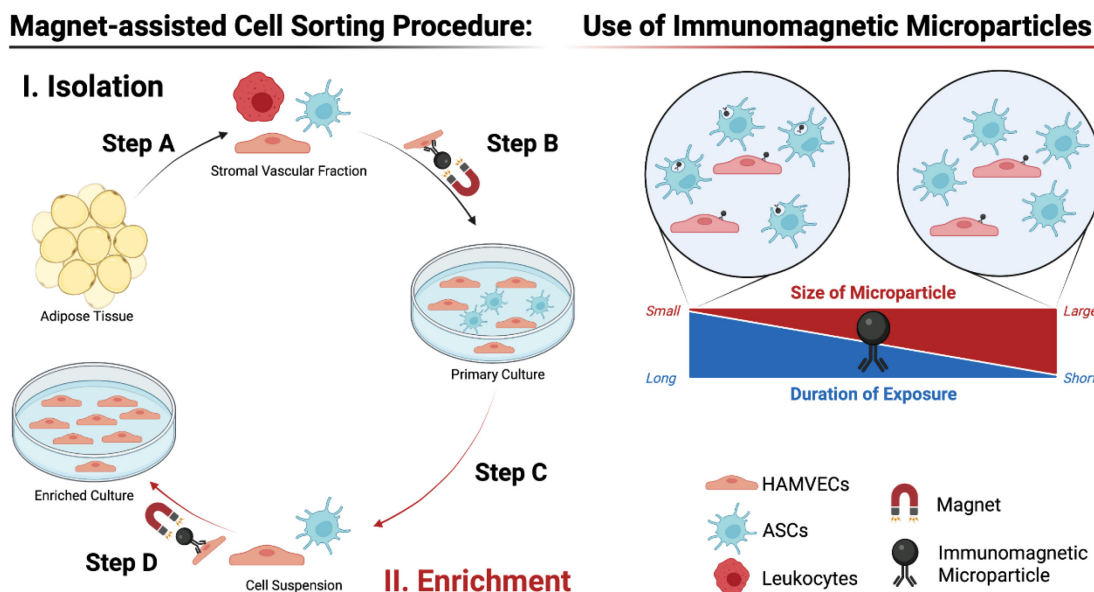 Magnet-assisted Cell Sorting Procedure:
I. Isolation
Step A
Stromal Vascular Fraction
Step B
Adipose Tissue
Primary Culture
Step C
Enriched Culture
Step D
Cell Suspension
II. Enrichment
Use of Immunomagnetic Microparticles
Size of Microparticle
Small
Large
Long
Short
Duration of Exposure
HAMVECs
ASCs
Leukocytes
Magnet
Immunomagnetic
Microparticle